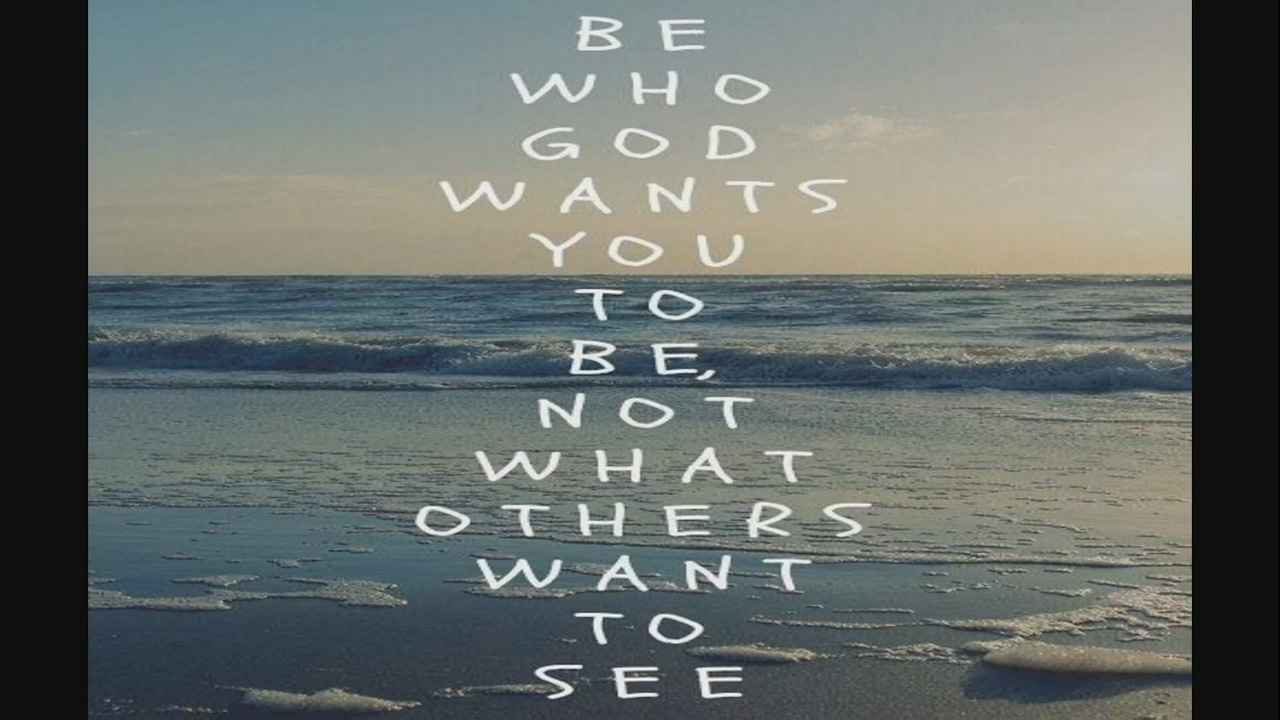 BE
WHO
GOD
WANTS
YOU
TO
BE,
NOT
WHAT
OTHERS
WANT
TO
SEE